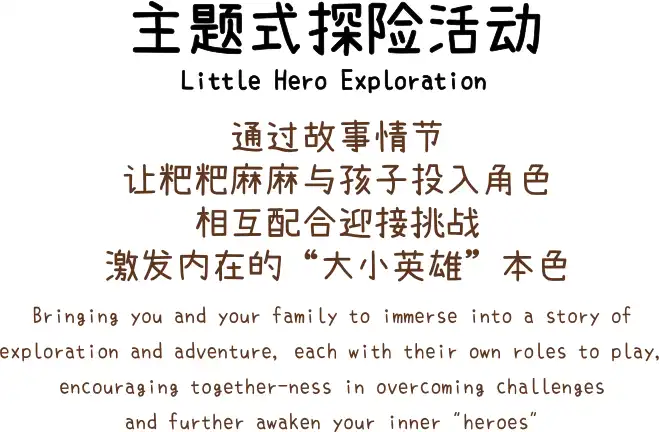 主题式探险活动
Little Hero Exploration
通过故事情节
让粑粑麻麻与孩子投入角色
相互配合迎接挑战
激发内在的“大小英雄”本色
Bringing you and your family to immerse into a story of
exploration and adventure, each with their own roles to play,
encouraging together-ness in overcoming challenges
and further awaken your inner "heroes"